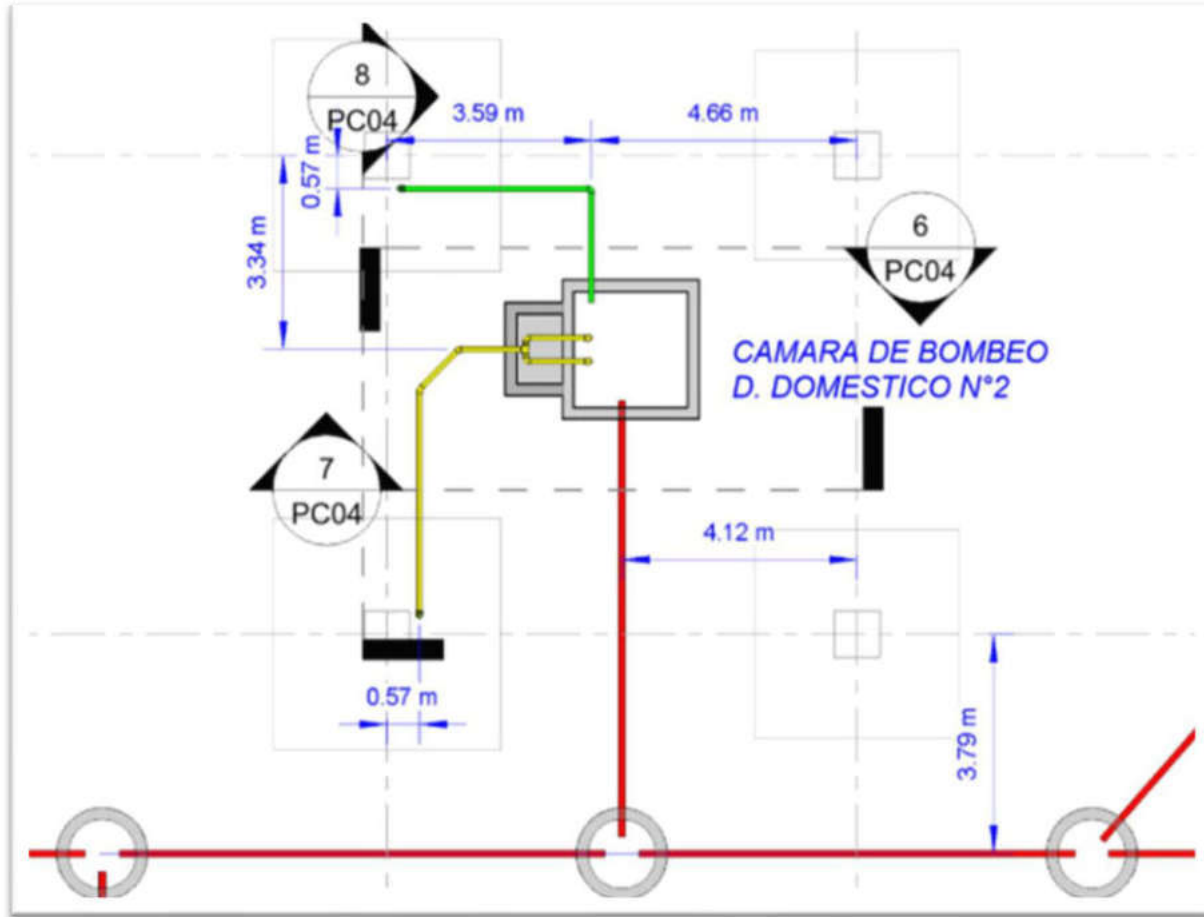 8
PC04
3.59 m
4.66 m
0.57 m
3.34 m
6
PC04
CAMARA DE BOMBEO
D. DOMESTICO N°2
7
PC04
4.12 m
0.57 m
3.79 m